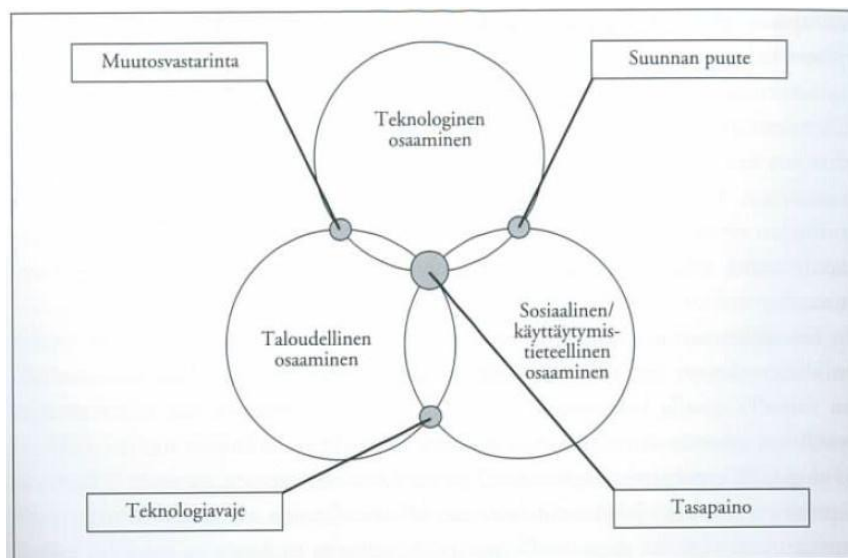 Muutosvastarinta
Suunnan puute
Teknologinen
osaaminen
Taloudellinen
osaaminen
Sosiaalinen/
käyttäytymis-
tieteellinen
osaaminen
Teknologiavaje
Tasapaino